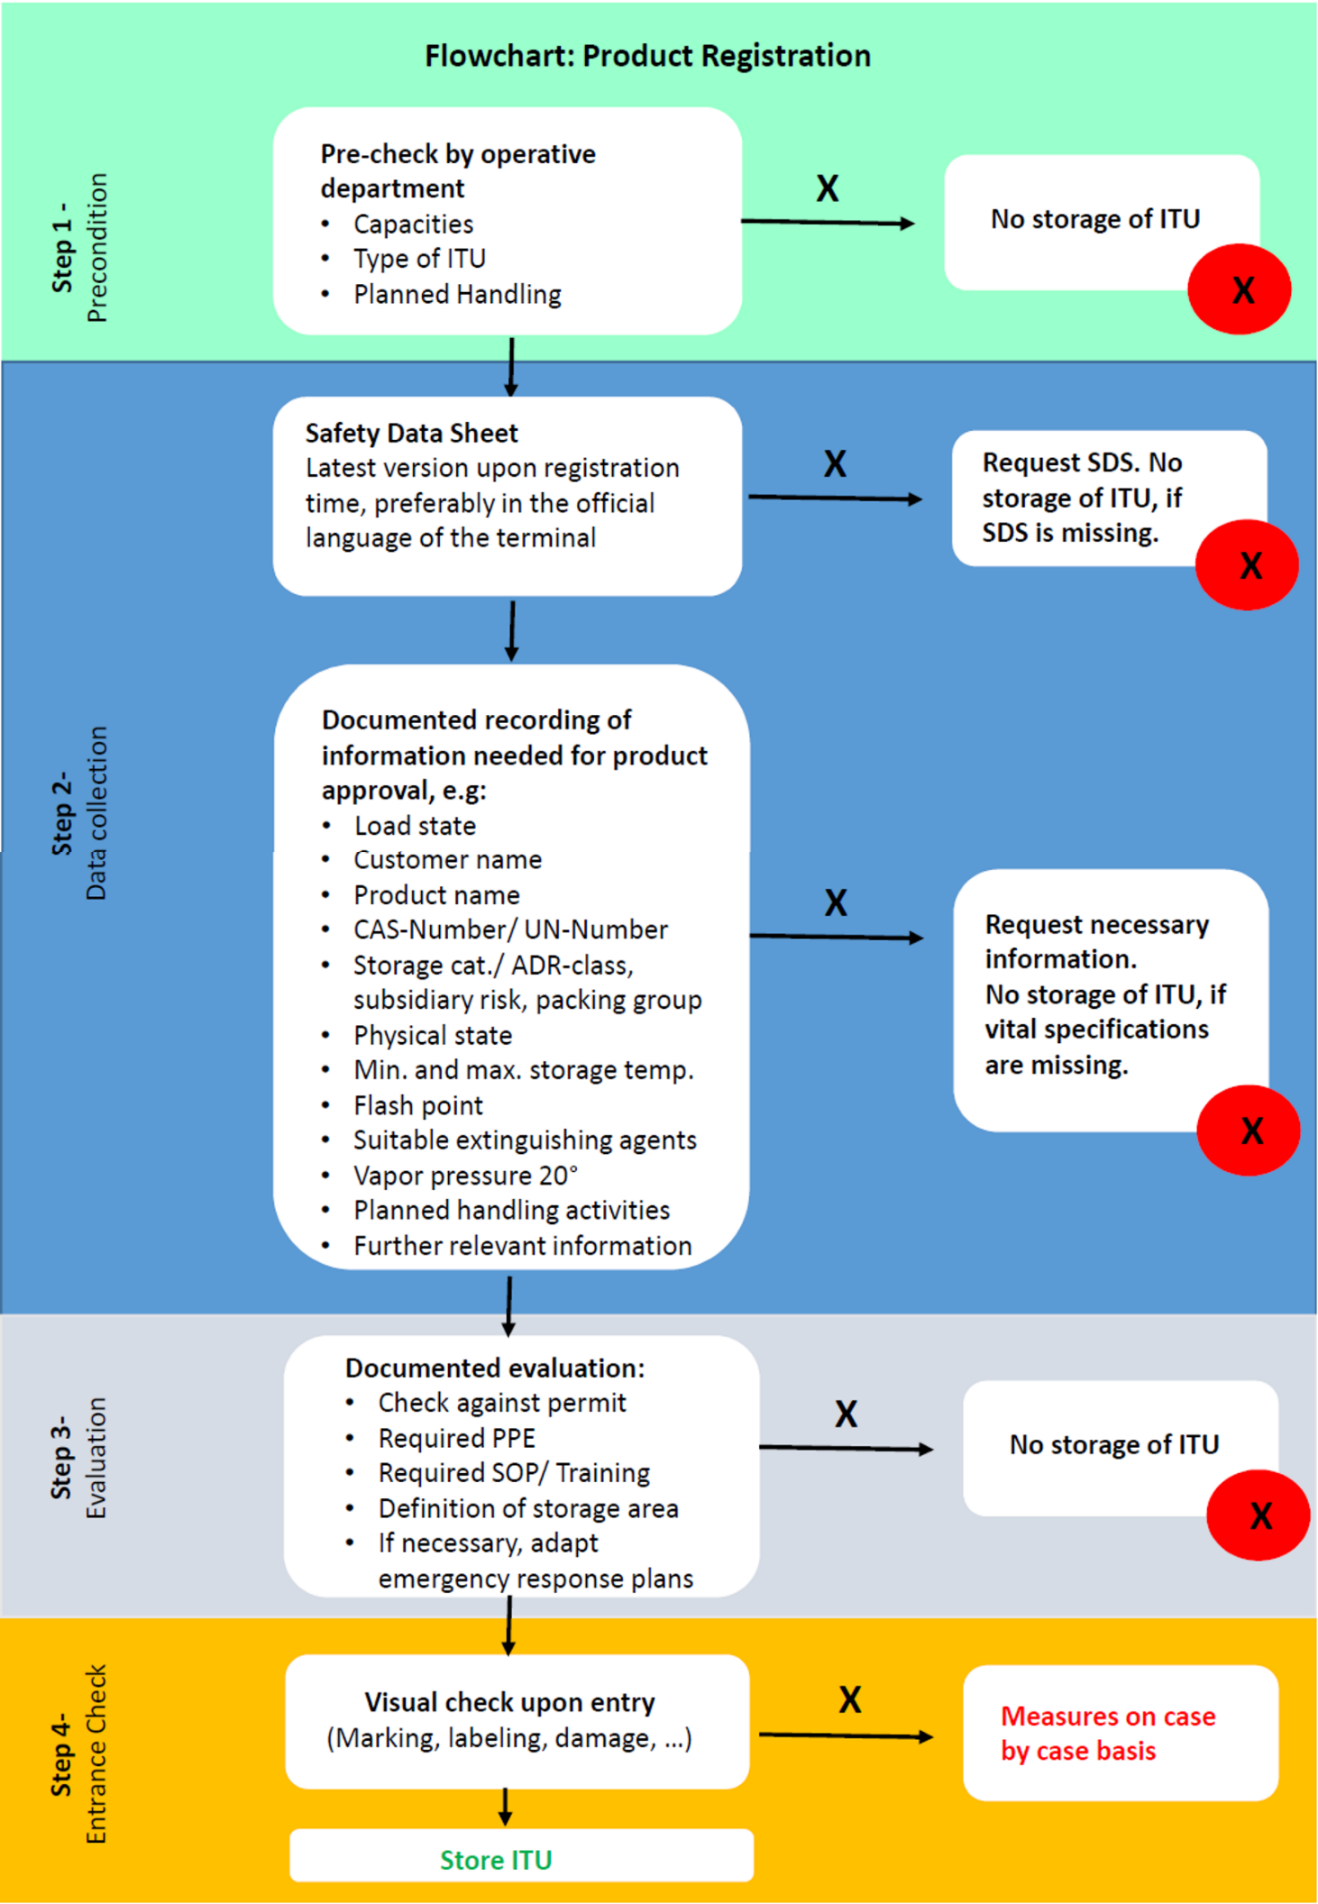 Flowchart: Product Registration
Step 1 -
Precondition
Pre-check by operative
department
• Capacities
• Type of ITU
• Planned Handling
X
No storage of ITU
X
Step 2-
Data collection
Safety Data Sheet
Latest version upon registration
time, preferably in the official
language of the terminal
X
Request SDS. No
storage of ITU, if
SDS is missing.
X
Documented recording of
information needed for product
approval, e.g:
• Load state
• Customer name
• Product name
• CAS-Number/ UN-Number
• Storage cat./ ADR-class,
subsidiary risk, packing group
• Physical state
• Min. and max. storage temp.
• Flash point
• Suitable extinguishing agents
• Vapor pressure 20°
• Planned handling activities
• Further relevant information
X
Request necessary
information.
No storage of ITU, if
vital specifications
are missing.
X
Step 3-
Evaluation
Documented evaluation:
• Check against permit
• Required PPE
• Required SOP/ Training
• Definition of storage area
• If necessary, adapt
emergency response plans
X
No storage of ITU
X
Step 4-
Entrance Check
Visual check upon entry
(Marking, labeling, damage, ...)
X
Measures on case
by case basis
Store ITU